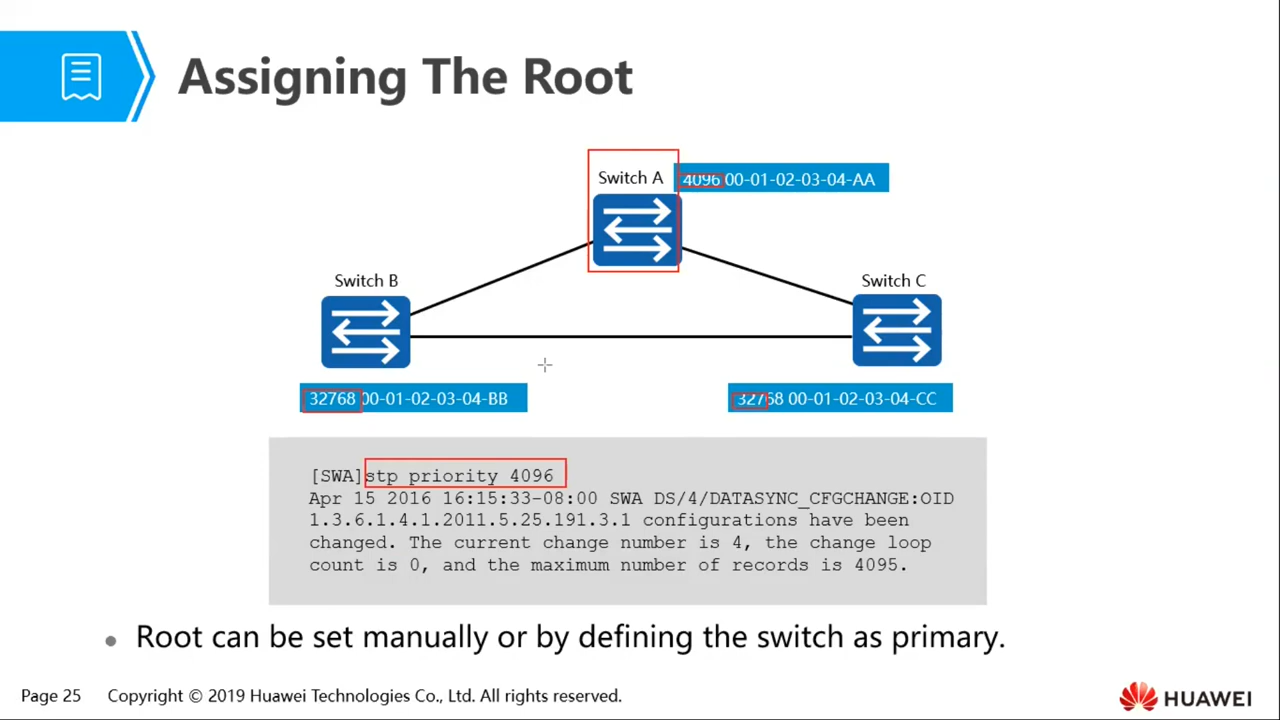 Assigning The Root
Switch A
4096 00-01-02-03-04-AA
Switch B
Switch C
32768 00-01-02-03-04-BB
32768 00-01-02-03-04-CC
[SWA]stp priority 4096
Apr 15 2016 16:15:33-08:00 SWA DS/4/DATASYNC_CFGCHANGE:OID
1.3.6.1.4.1.2011.5.25.191.3.1 configurations have been
changed. The current change number is 4, the change loop
count is 0, and the maximum number of records is 4095.
• Root can be set manually or by defining the switch as primary.
Page 25 Copyright © 2019 Huawei Technologies Co., Ltd. All rights reserved.
HUAWEI